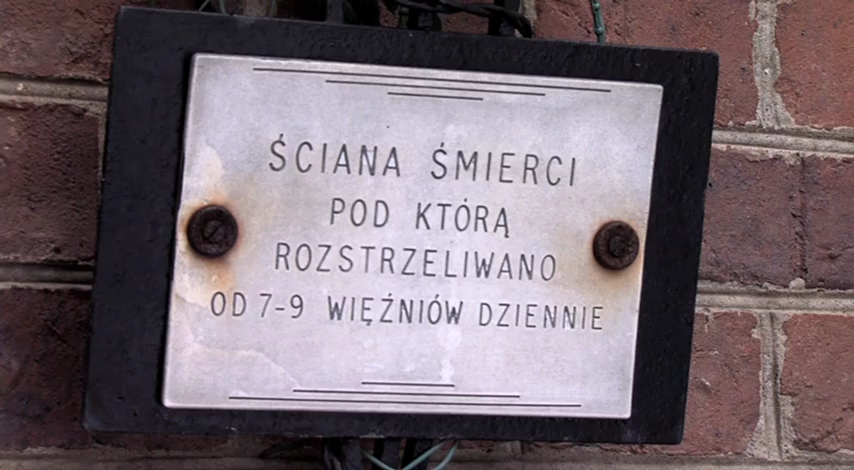 ŚCIANA ŚMIERCI
POD KTÓRĄ
ROZSTRZELIWANO
OD 7-9 WIĘŹNIÓW DZIENNIE